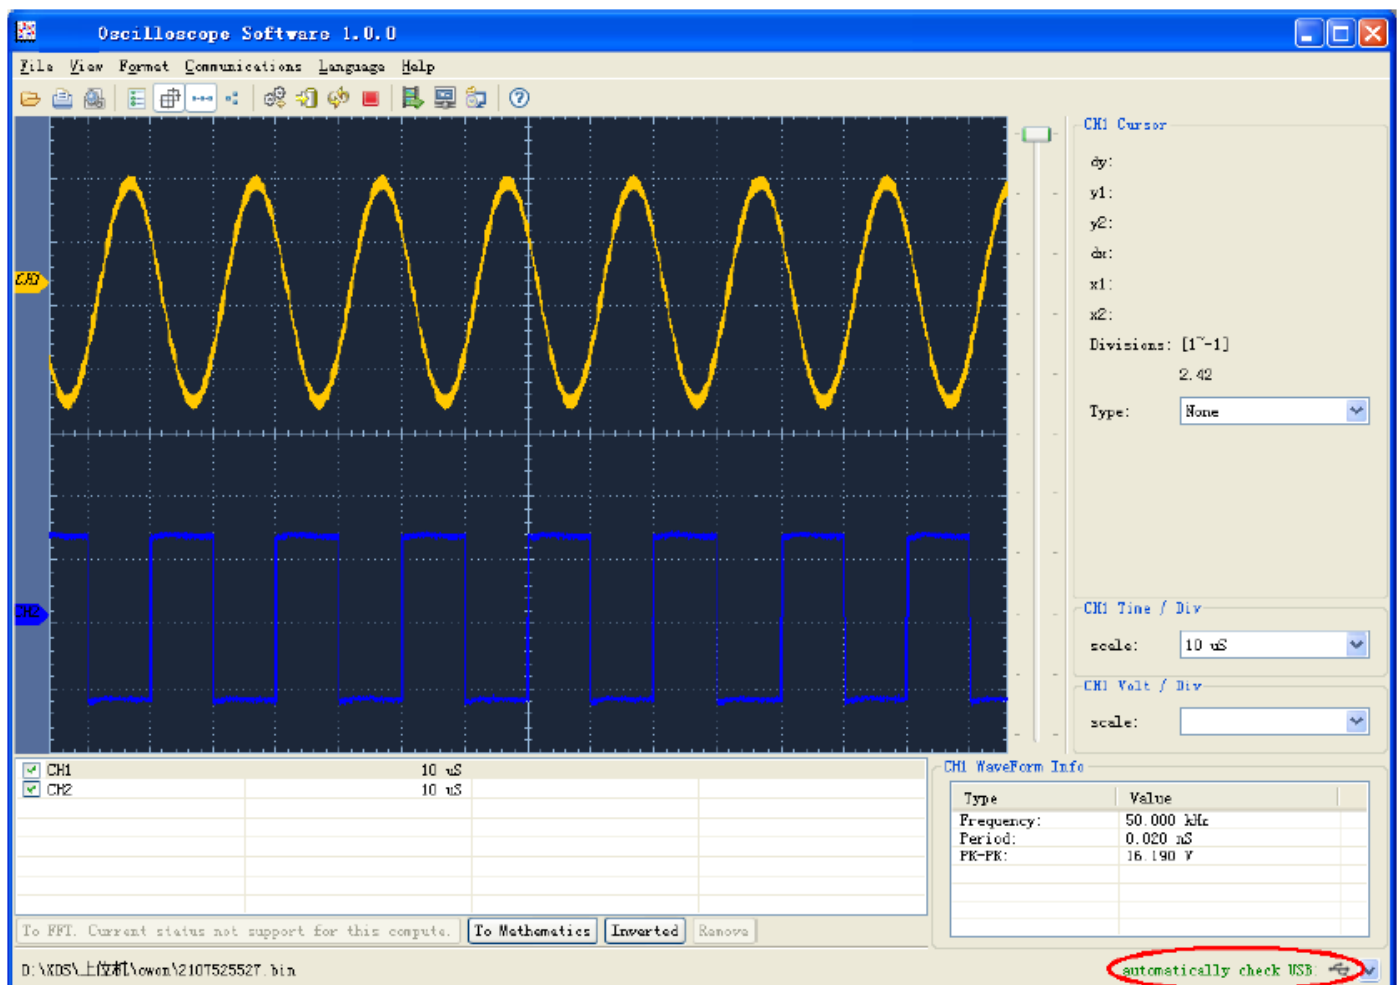 Oscilloscope Software 1.0.0
File View Format Communications Language Help
CH1 Cursor
dy:
y1:
y2:
dx:
x1:
x2:
Divisions: [1~-1]
2.42
Type: None
CH1
CH2
CH1 Time / Div
scale: 10 uS
CH1 Volt / Div
scale:
CH1 10 uS
CH2 10 uS
CH1 WaveForm Info
Type Value
Frequency: 50.000 kHz
Period: 0.020 mS
PK-PK: 16.190 V
To FFT. Current status not support for this compute. To Mathematics Inverted Remove
D:\XDS\上位机\owon\2107525527.bin
automatically check USB: